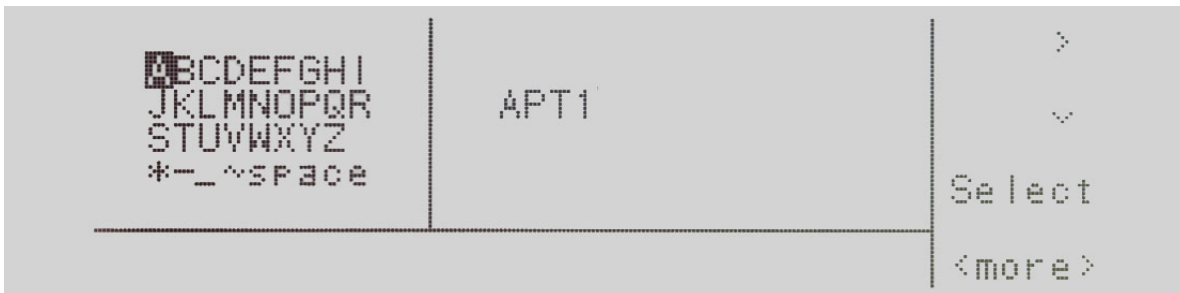 ABCDEFGHI
JKLMNOPQR
STUVWXYZ
*-_~space
APT1
>
⌄
Select
<more>